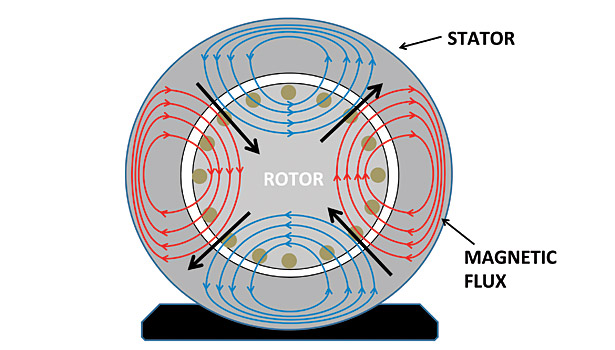 STATOR
ROTOR
MAGNETIC
FLUX